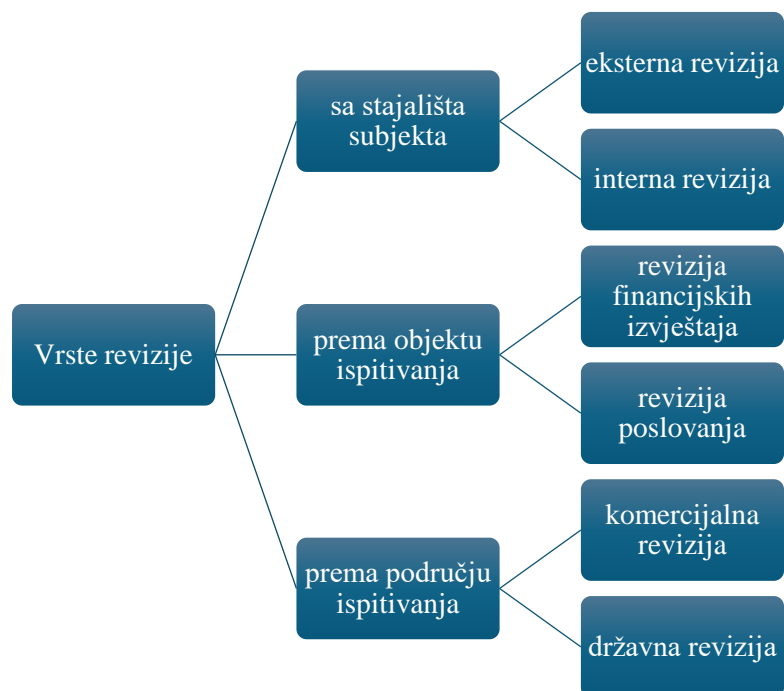 Vrste revizije
sa stajališta
subjekta
eksterna revizija
interna revizija
prema objektu
ispitivanja
revizija
financijskih
izvještaja
revizija
poslovanja
prema području
ispitivanja
komercijalna
revizija
državna revizija